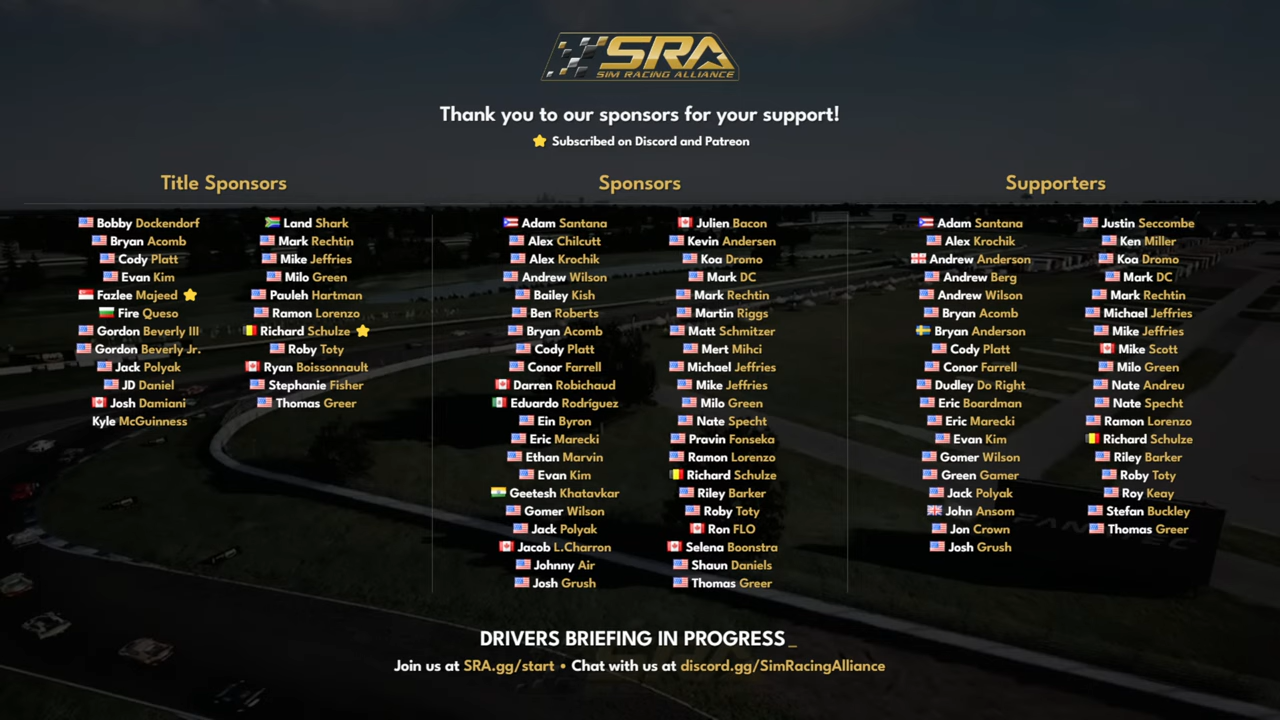 SRA
SIM RACING ALLIANCE
Thank you to our sponsors for your support!
Subscribed on Discord and Patreon
Title Sponsors
Bobby Dockendorf
Bryan Acomb
Cody Platt
Evan Kim
Fazlee Majeed
Fire Queso
Gordon Beverly III
Gordon Beverly Jr.
Jack Polyak
JD Daniel
Josh Damiani
Kyle McGuinness
Land Shark
Mark Rechtin
Mike Jeffries
Milo Green
Pauleh Hartman
Ramon Lorenzo
Richard Schulze
Roby Toty
Ryan Boissonnault
Stephanie Fisher
Thomas Greer
Sponsors
Adam Santana
Alex Chilcutt
Alex Krochik
Andrew Wilson
Bailey Kish
Ben Roberts
Bryan Acomb
Cody Platt
Conor Farrell
Darren Robichaud
Eduardo Rodríguez
Ein Byron
Eric Marecki
Ethan Marvin
Evan Kim
Geetesh Khatavkar
Gomer Wilson
Jack Polyak
Jacob L.Charron
Johnny Air
Josh Grush
Julien Bacon
Kevin Andersen
Koa Dromo
Mark DC
Mark Rechtin
Martin Riggs
Matt Schmitzer
Mert Mihci
Michael Jeffries
Mike Jeffries
Milo Green
Nate Specht
Pravin Fonseka
Ramon Lorenzo
Richard Schulze
Riley Barker
Roby Toty
Ron FLO
Selena Boonstra
Shaun Daniels
Thomas Greer
Supporters
Adam Santana
Alex Krochik
Andrew Anderson
Andrew Berg
Andrew Wilson
Bryan Acomb
Bryan Anderson
Cody Platt
Conor Farrell
Dudley Do Right
Eric Boardman
Eric Marecki
Evan Kim
Gomer Wilson
Green Gamer
Jack Polyak
John Ansom
Jon Crown
Josh Grush
Justin Seccombe
Ken Miller
Koa Dromo
Mark DC
Mark Rechtin
Michael Jeffries
Mike Jeffries
Mike Scott
Milo Green
Nate Andreu
Nate Specht
Ramon Lorenzo
Richard Schulze
Riley Barker
Roby Toty
Roy Keay
Stefan Buckley
Thomas Greer
FANATEC
DRIVERS BRIEFING IN PROGRESS_
Join us at SRA.gg/start • Chat with us at discord.gg/SimRacingAlliance